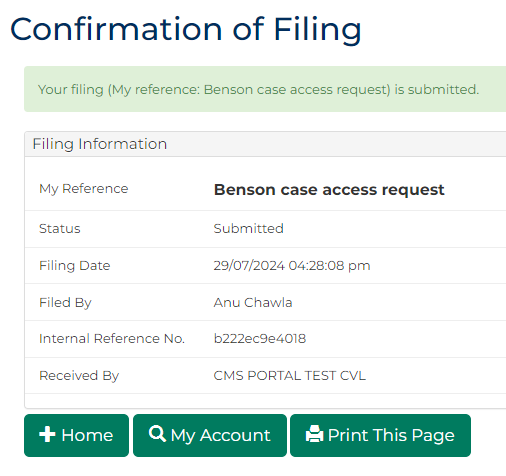 Confirmation of Filing
Your filing (My reference: Benson case access request) is submitted.
Filing Information
My Reference Benson case access request
Status Submitted
Filing Date 29/07/2024 04:28:08 pm
Filed By Anu Chawla
Internal Reference No. b222ec9e4018
Received By CMS PORTAL TEST CVL
Home My Account Print This Page